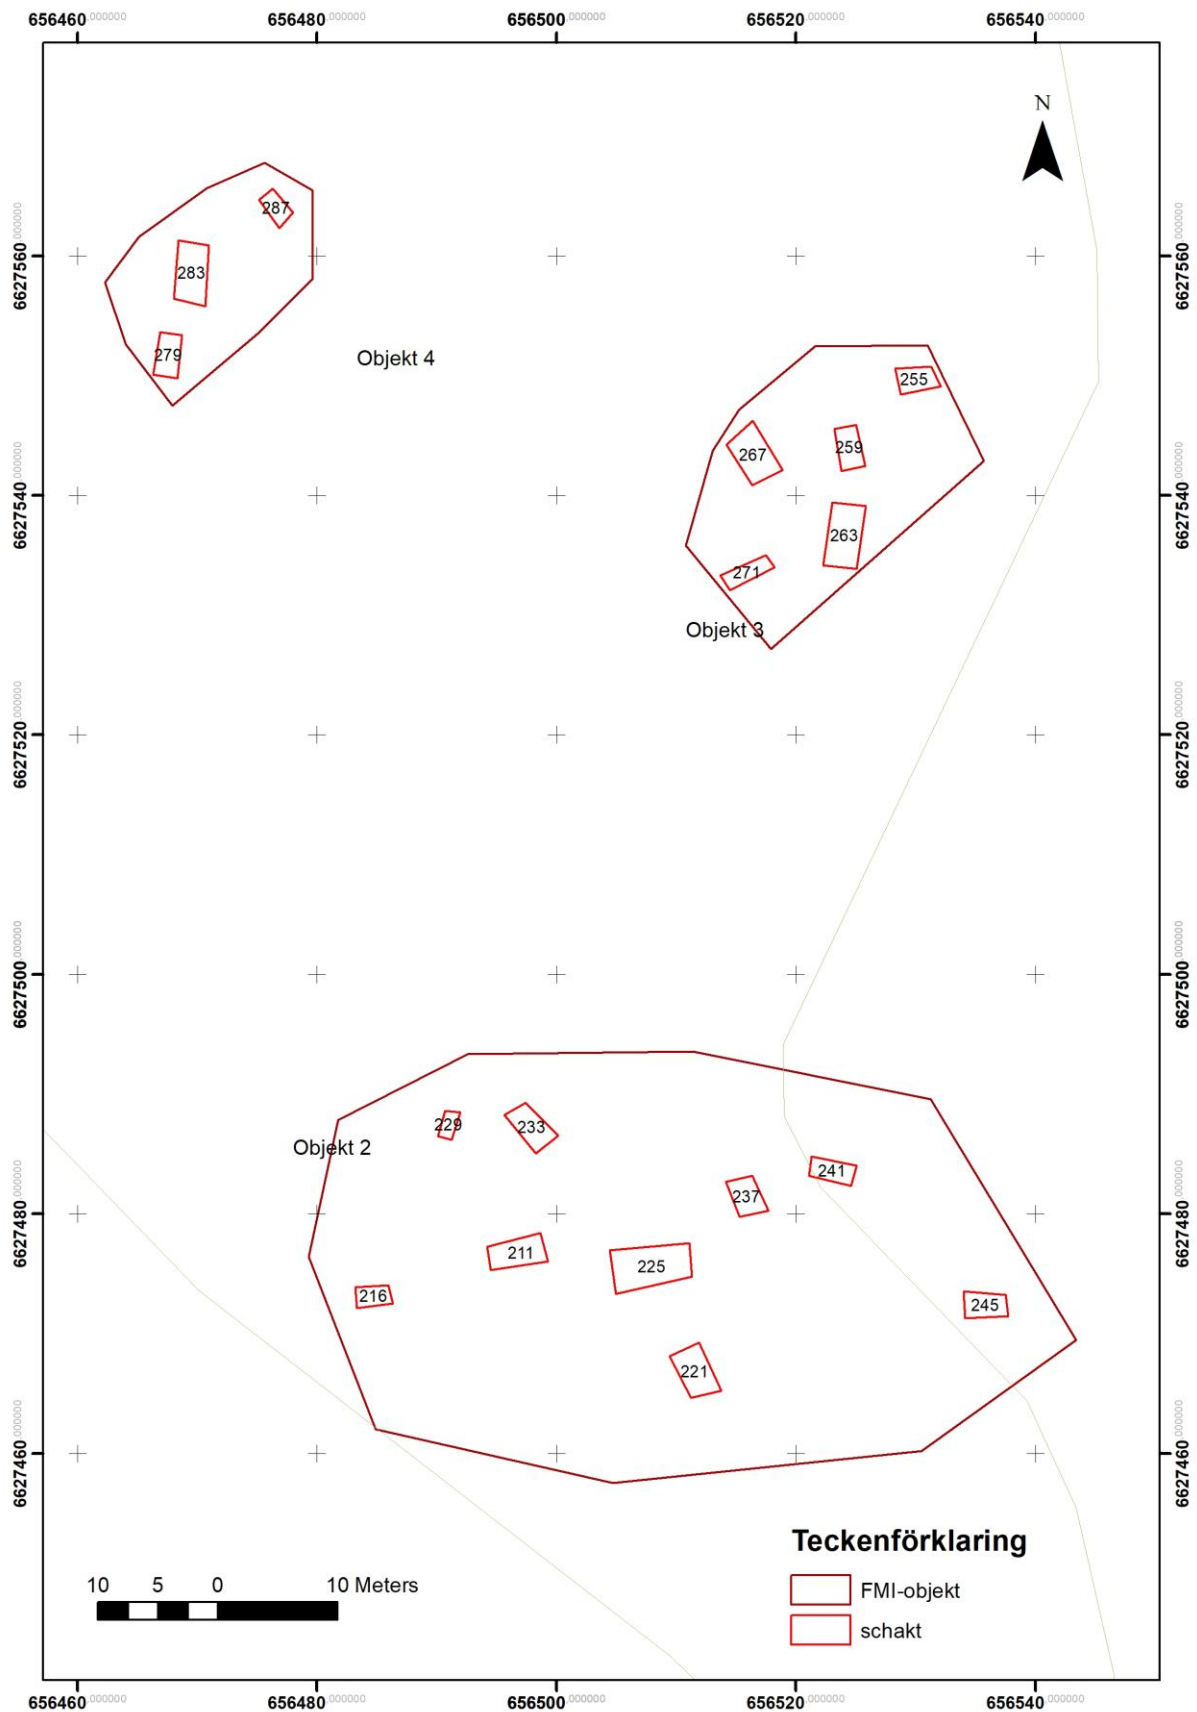 656460.000000 656480.000000 656500.000000 656520.000000 656540.000000
N
287
6627560.000000 6627560.000000
283
279
Objekt 4
255
267
259
6627540.000000 6627540.000000
263
271
Objekt 3
6627520.000000 6627520.000000
6627500.000000 6627500.000000
229
233
Objekt 2
241
237
6627480.000000 6627480.000000
211
225
216
245
221
6627460.000000 6627460.000000
Teckenförklaring
10 5 0 10 Meters
FMI-objekt
schakt
656460.000000 656480.000000 656500.000000 656520.000000 656540.000000